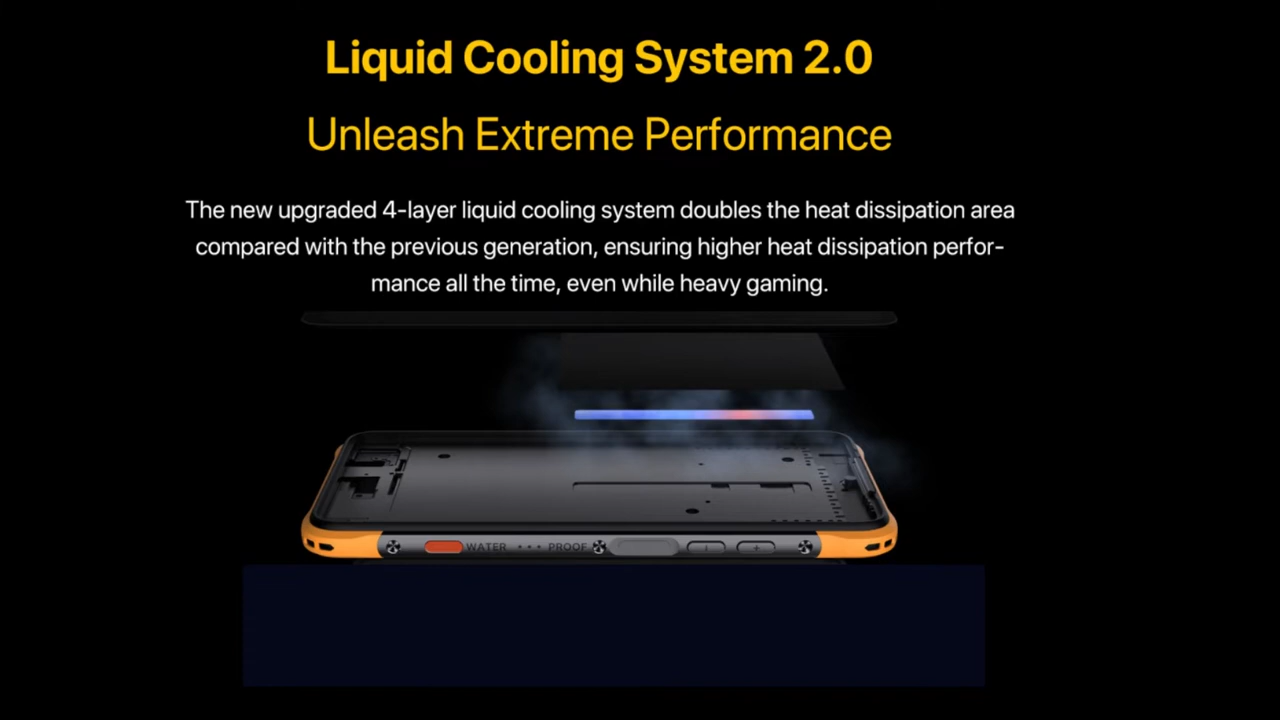 Liquid Cooling System 2.0
Unleash Extreme Performance
The new upgraded 4-layer liquid cooling system doubles the heat dissipation area
compared with the previous generation, ensuring higher heat dissipation perfor-
mance all the time, even while heavy gaming.
WATER ••• PROOF